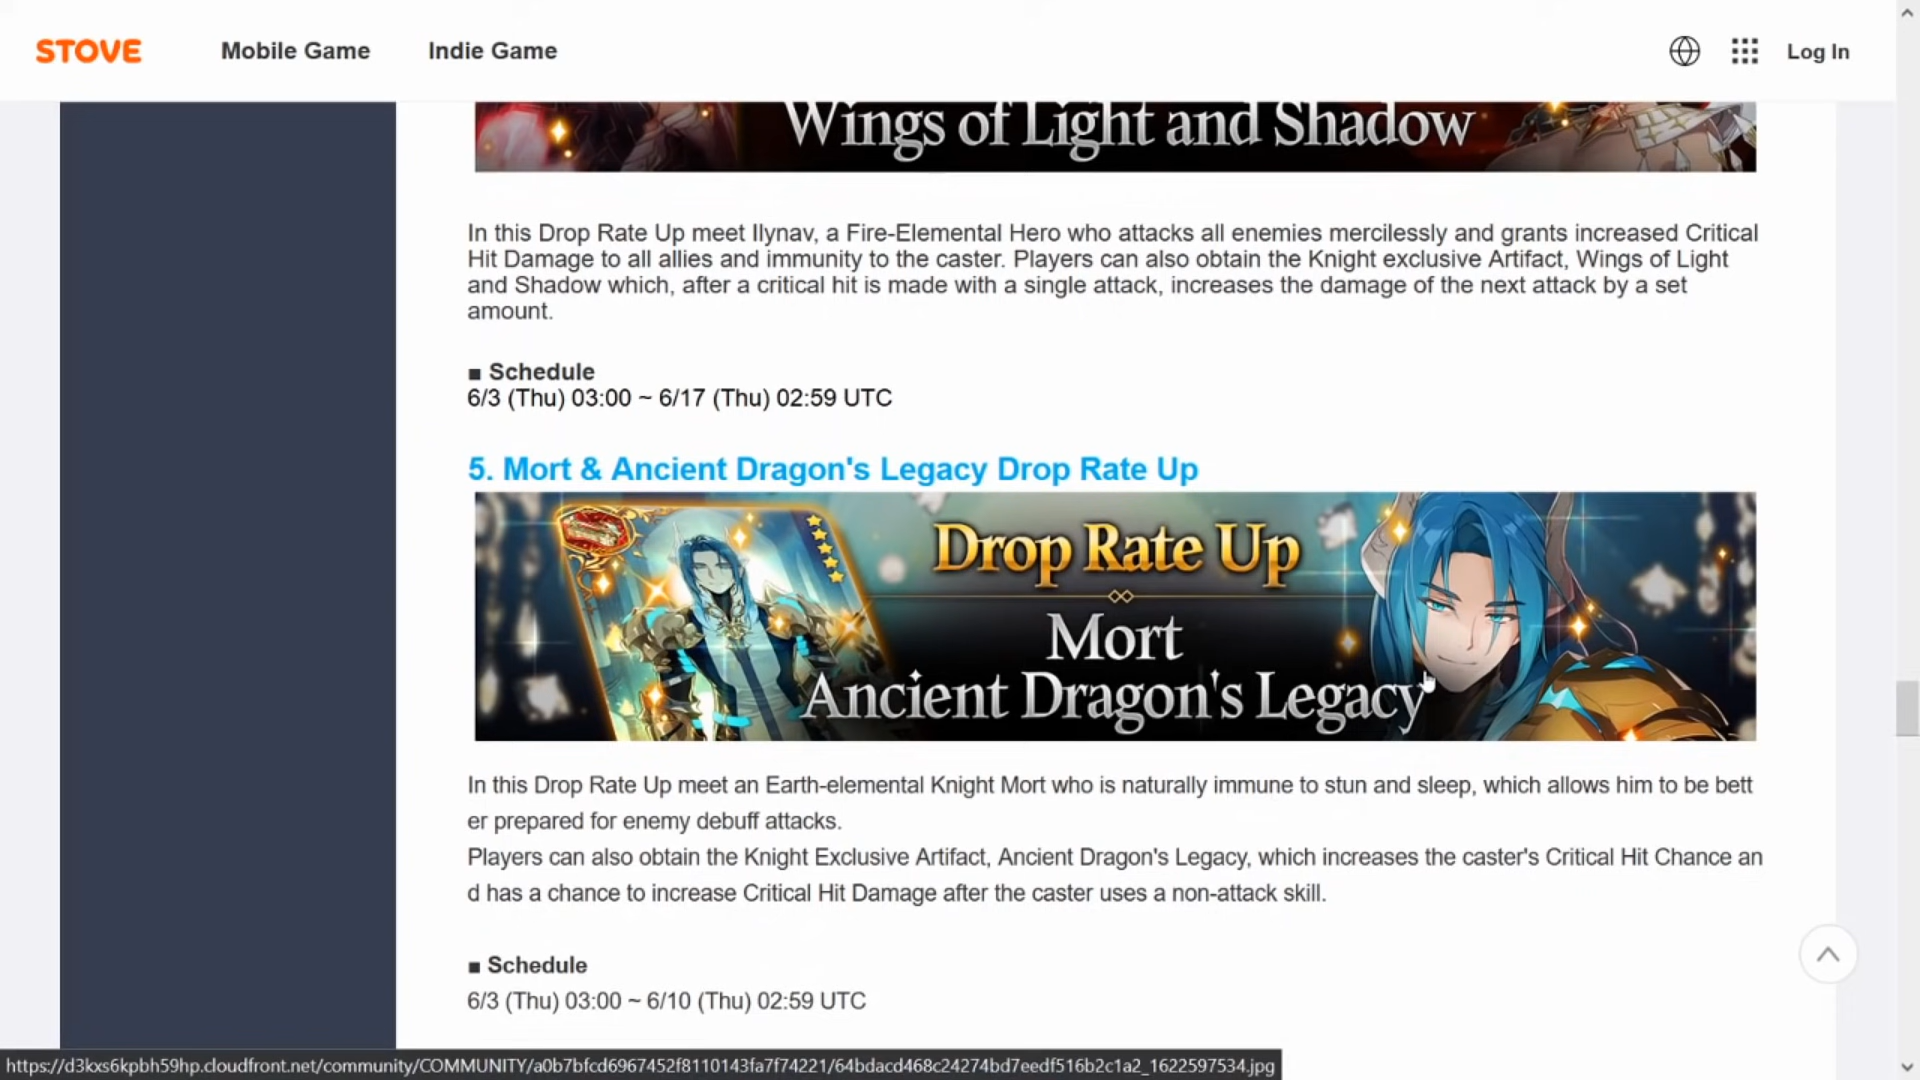 STOVE
Mobile Game
Indie Game
Log In
Wings of Light and Shadow
In this Drop Rate Up meet Ilynav, a Fire-Elemental Hero who attacks all enemies mercilessly and grants increased Critical
Hit Damage to all allies and immunity to the caster. Players can also obtain the Knight exclusive Artifact, Wings of Light
and Shadow which, after a critical hit is made with a single attack, increases the damage of the next attack by a set
amount.
■ Schedule
6/3 (Thu) 03:00 ~ 6/17 (Thu) 02:59 UTC
5. Mort & Ancient Dragon's Legacy Drop Rate Up
Drop Rate Up
Mort
Ancient Dragon's Legacy
In this Drop Rate Up meet an Earth-elemental Knight Mort who is naturally immune to stun and sleep, which allows him to be bett
er prepared for enemy debuff attacks.
Players can also obtain the Knight Exclusive Artifact, Ancient Dragon's Legacy, which increases the caster's Critical Hit Chance an
d has a chance to increase Critical Hit Damage after the caster uses a non-attack skill.
■ Schedule
6/3 (Thu) 03:00 ~ 6/10 (Thu) 02:59 UTC
https://d3kxs6kpbh59hp.cloudfront.net/community/COMMUNITY/a0b7bfcd6967452f8110143fa7f74221/64bdacd468c24274bd7eedf516b2c1a2_1622597534.jpg